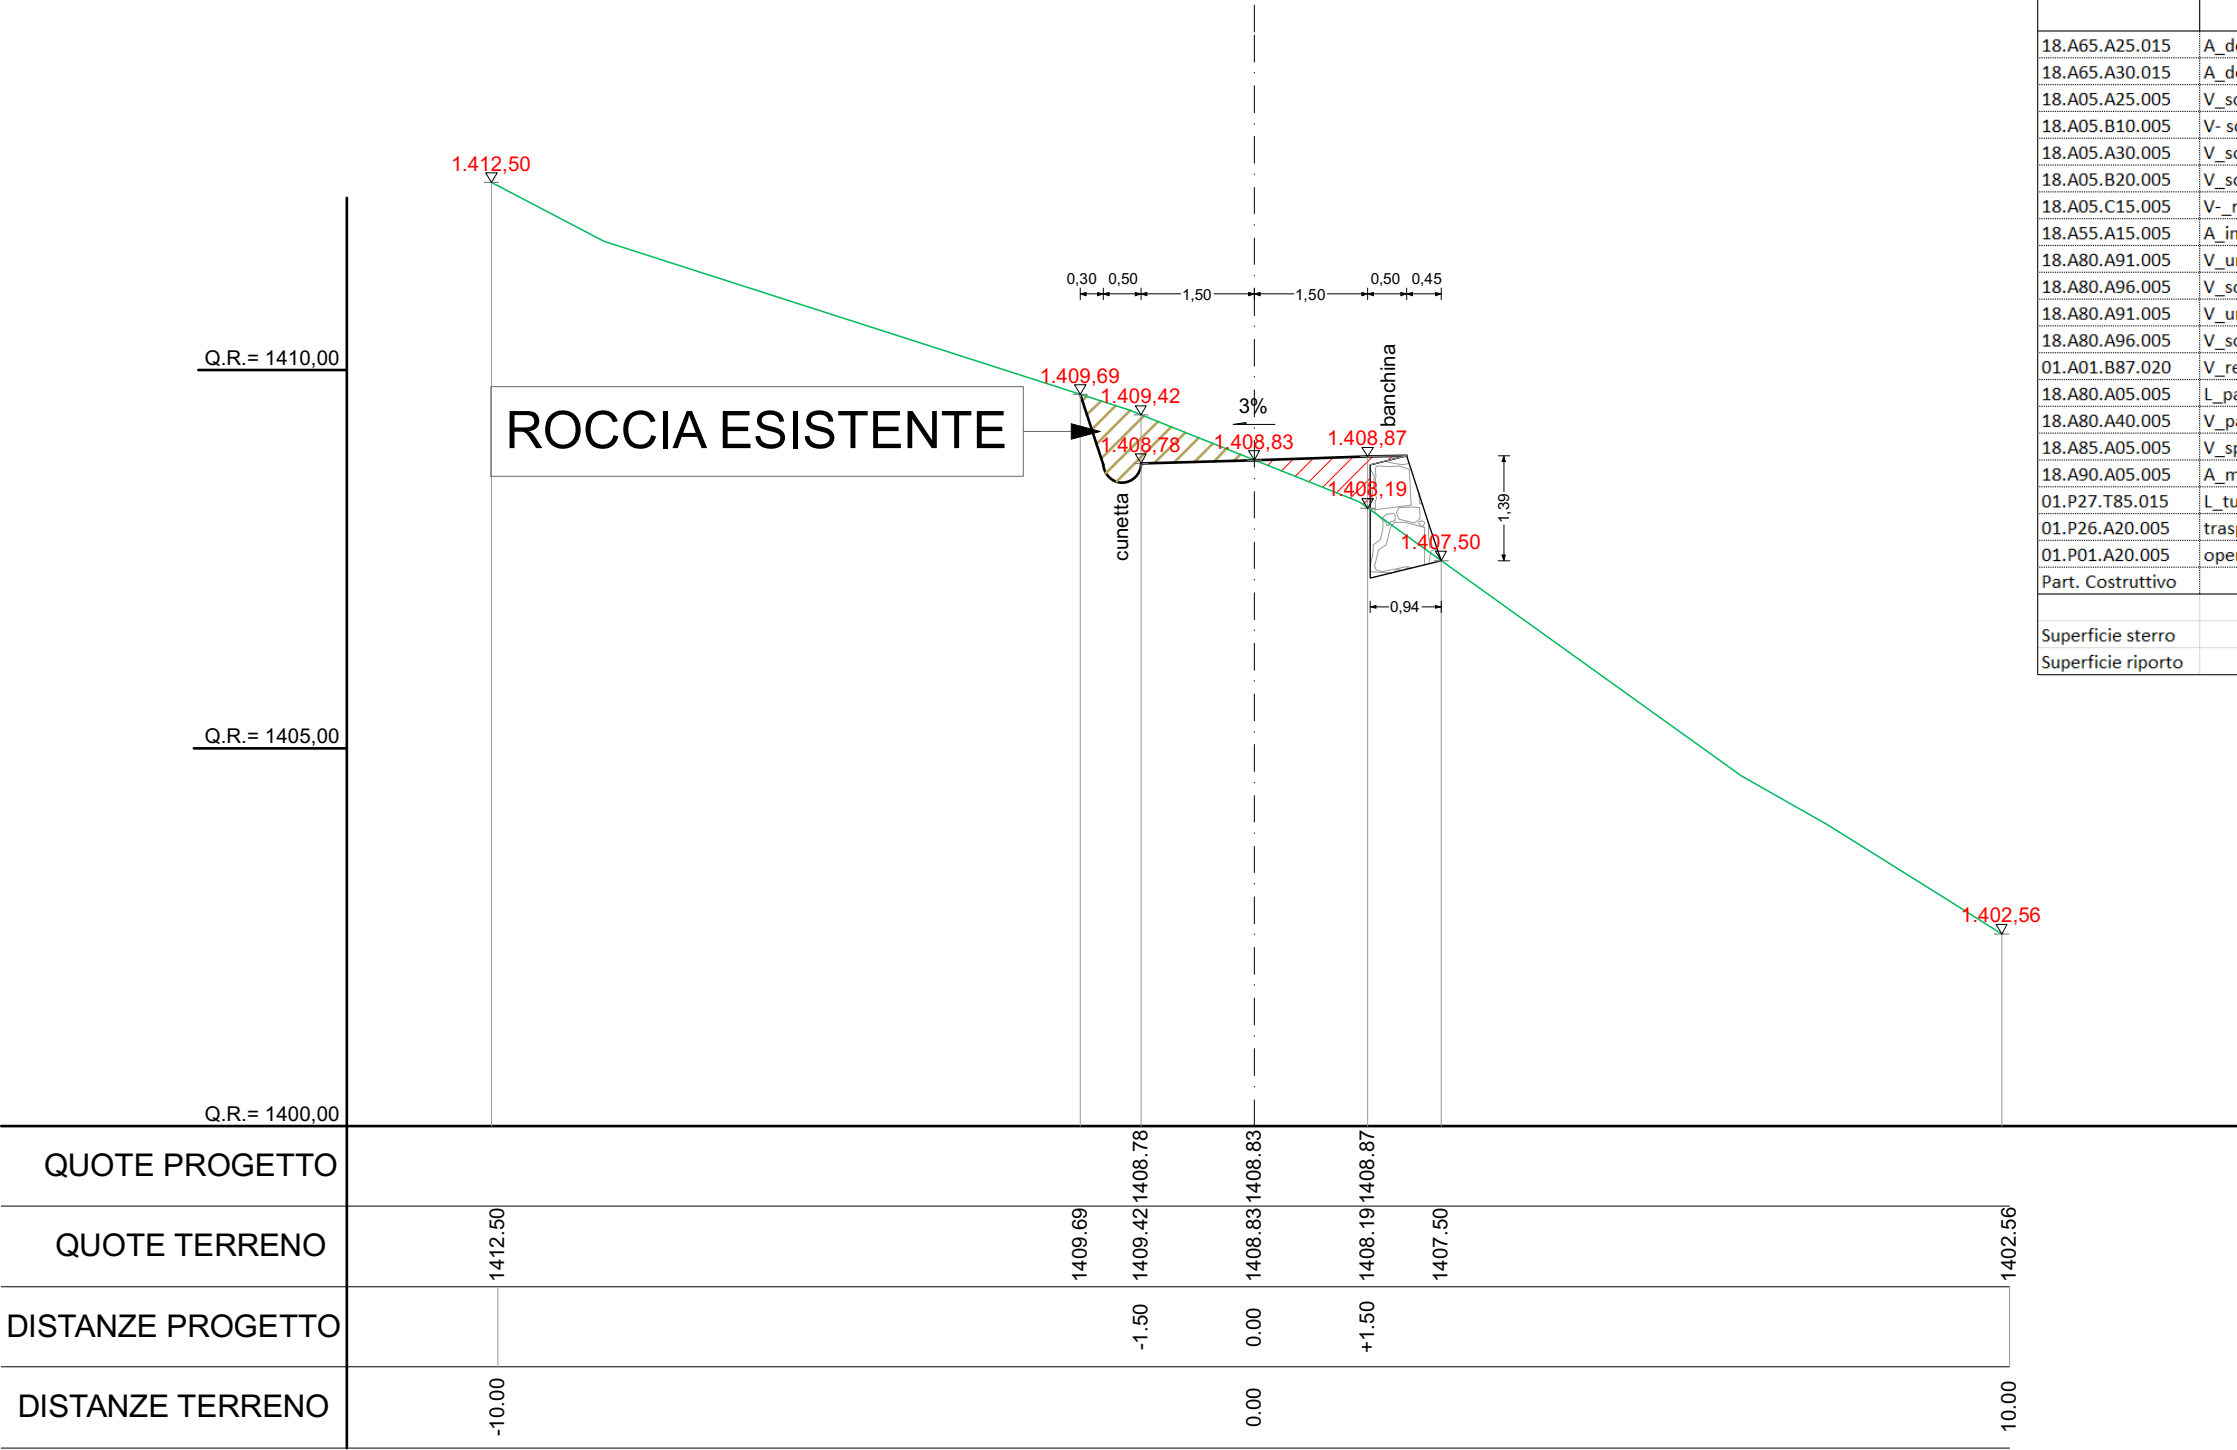 1.412,50
0,30 0,50 1,50 1,50 0,50 0,45
Q.R.= 1410,00
1.409,69
1.409,42
ROCCIA ESISTENTE
3%
banchina
1.408,78
1.408,83
1.408,87
1.408,19
1,39
cunetta
1.407,50
0,94
Q.R.= 1405,00
1.402,56
Q.R.= 1400,00
QUOTE PROGETTO 1408.78 1408.83 1408.87
QUOTE TERRENO 1412.50 1409.69 1409.42 1408.83 1408.19 1407.50 1402.56
DISTANZE PROGETTO -1.50 0.00 +1.50
DISTANZE TERRENO -10.00 0.00 10.00
18.A65.A25.015
18.A65.A30.015
18.A05.A25.005
18.A05.B10.005
18.A05.A30.005
18.A05.B20.005
18.A05.C15.005
18.A55.A15.005
18.A80.A91.005
18.A80.A96.005
18.A80.A91.005
18.A80.A96.005
01.A01.B87.020
18.A80.A05.005
18.A80.A40.005
18.A85.A05.005
18.A90.A05.005
01.P27.T85.015
01.P26.A20.005
01.P01.A20.005
Part. Costruttivo
Superficie sterro
Superficie riporto